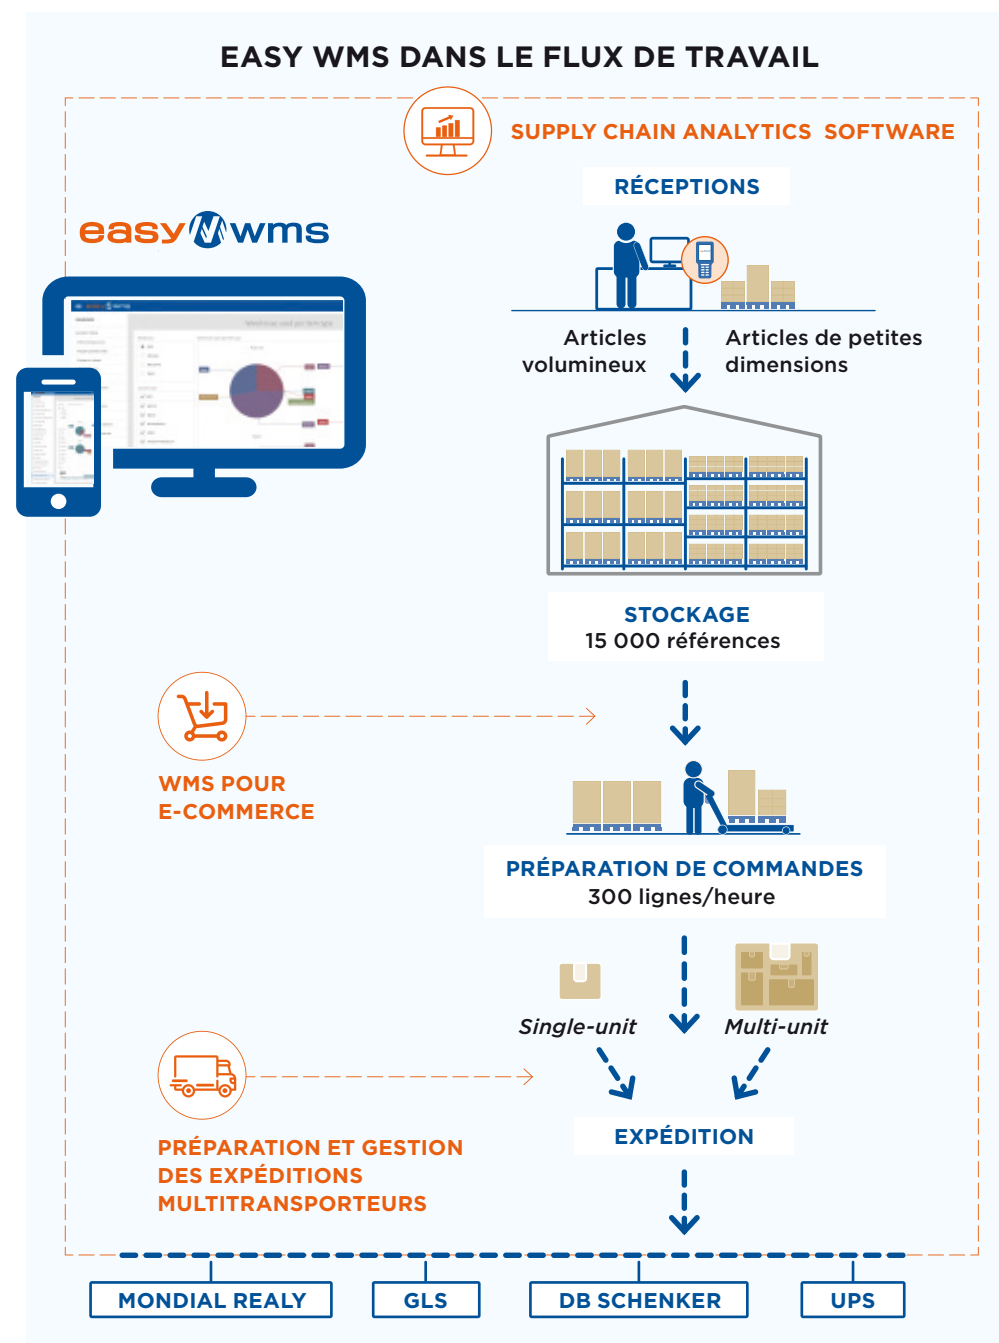 EASY WMS DANS LE FLUX DE TRAVAIL
SUPPLY CHAIN ANALYTICS SOFTWARE
RÉCEPTIONS
easy wms
Articles
volumineux
Articles de petites
dimensions
STOCKAGE
15 000 références
WMS POUR
E-COMMERCE
PRÉPARATION DE COMMANDES
300 lignes/heure
Single-unit
Multi-unit
PRÉPARATION ET GESTION
DES EXPÉDITIONS
MULTITRANSPORTEURS
EXPÉDITION
MONDIAL REALY
GLS
DB SCHENKER
UPS